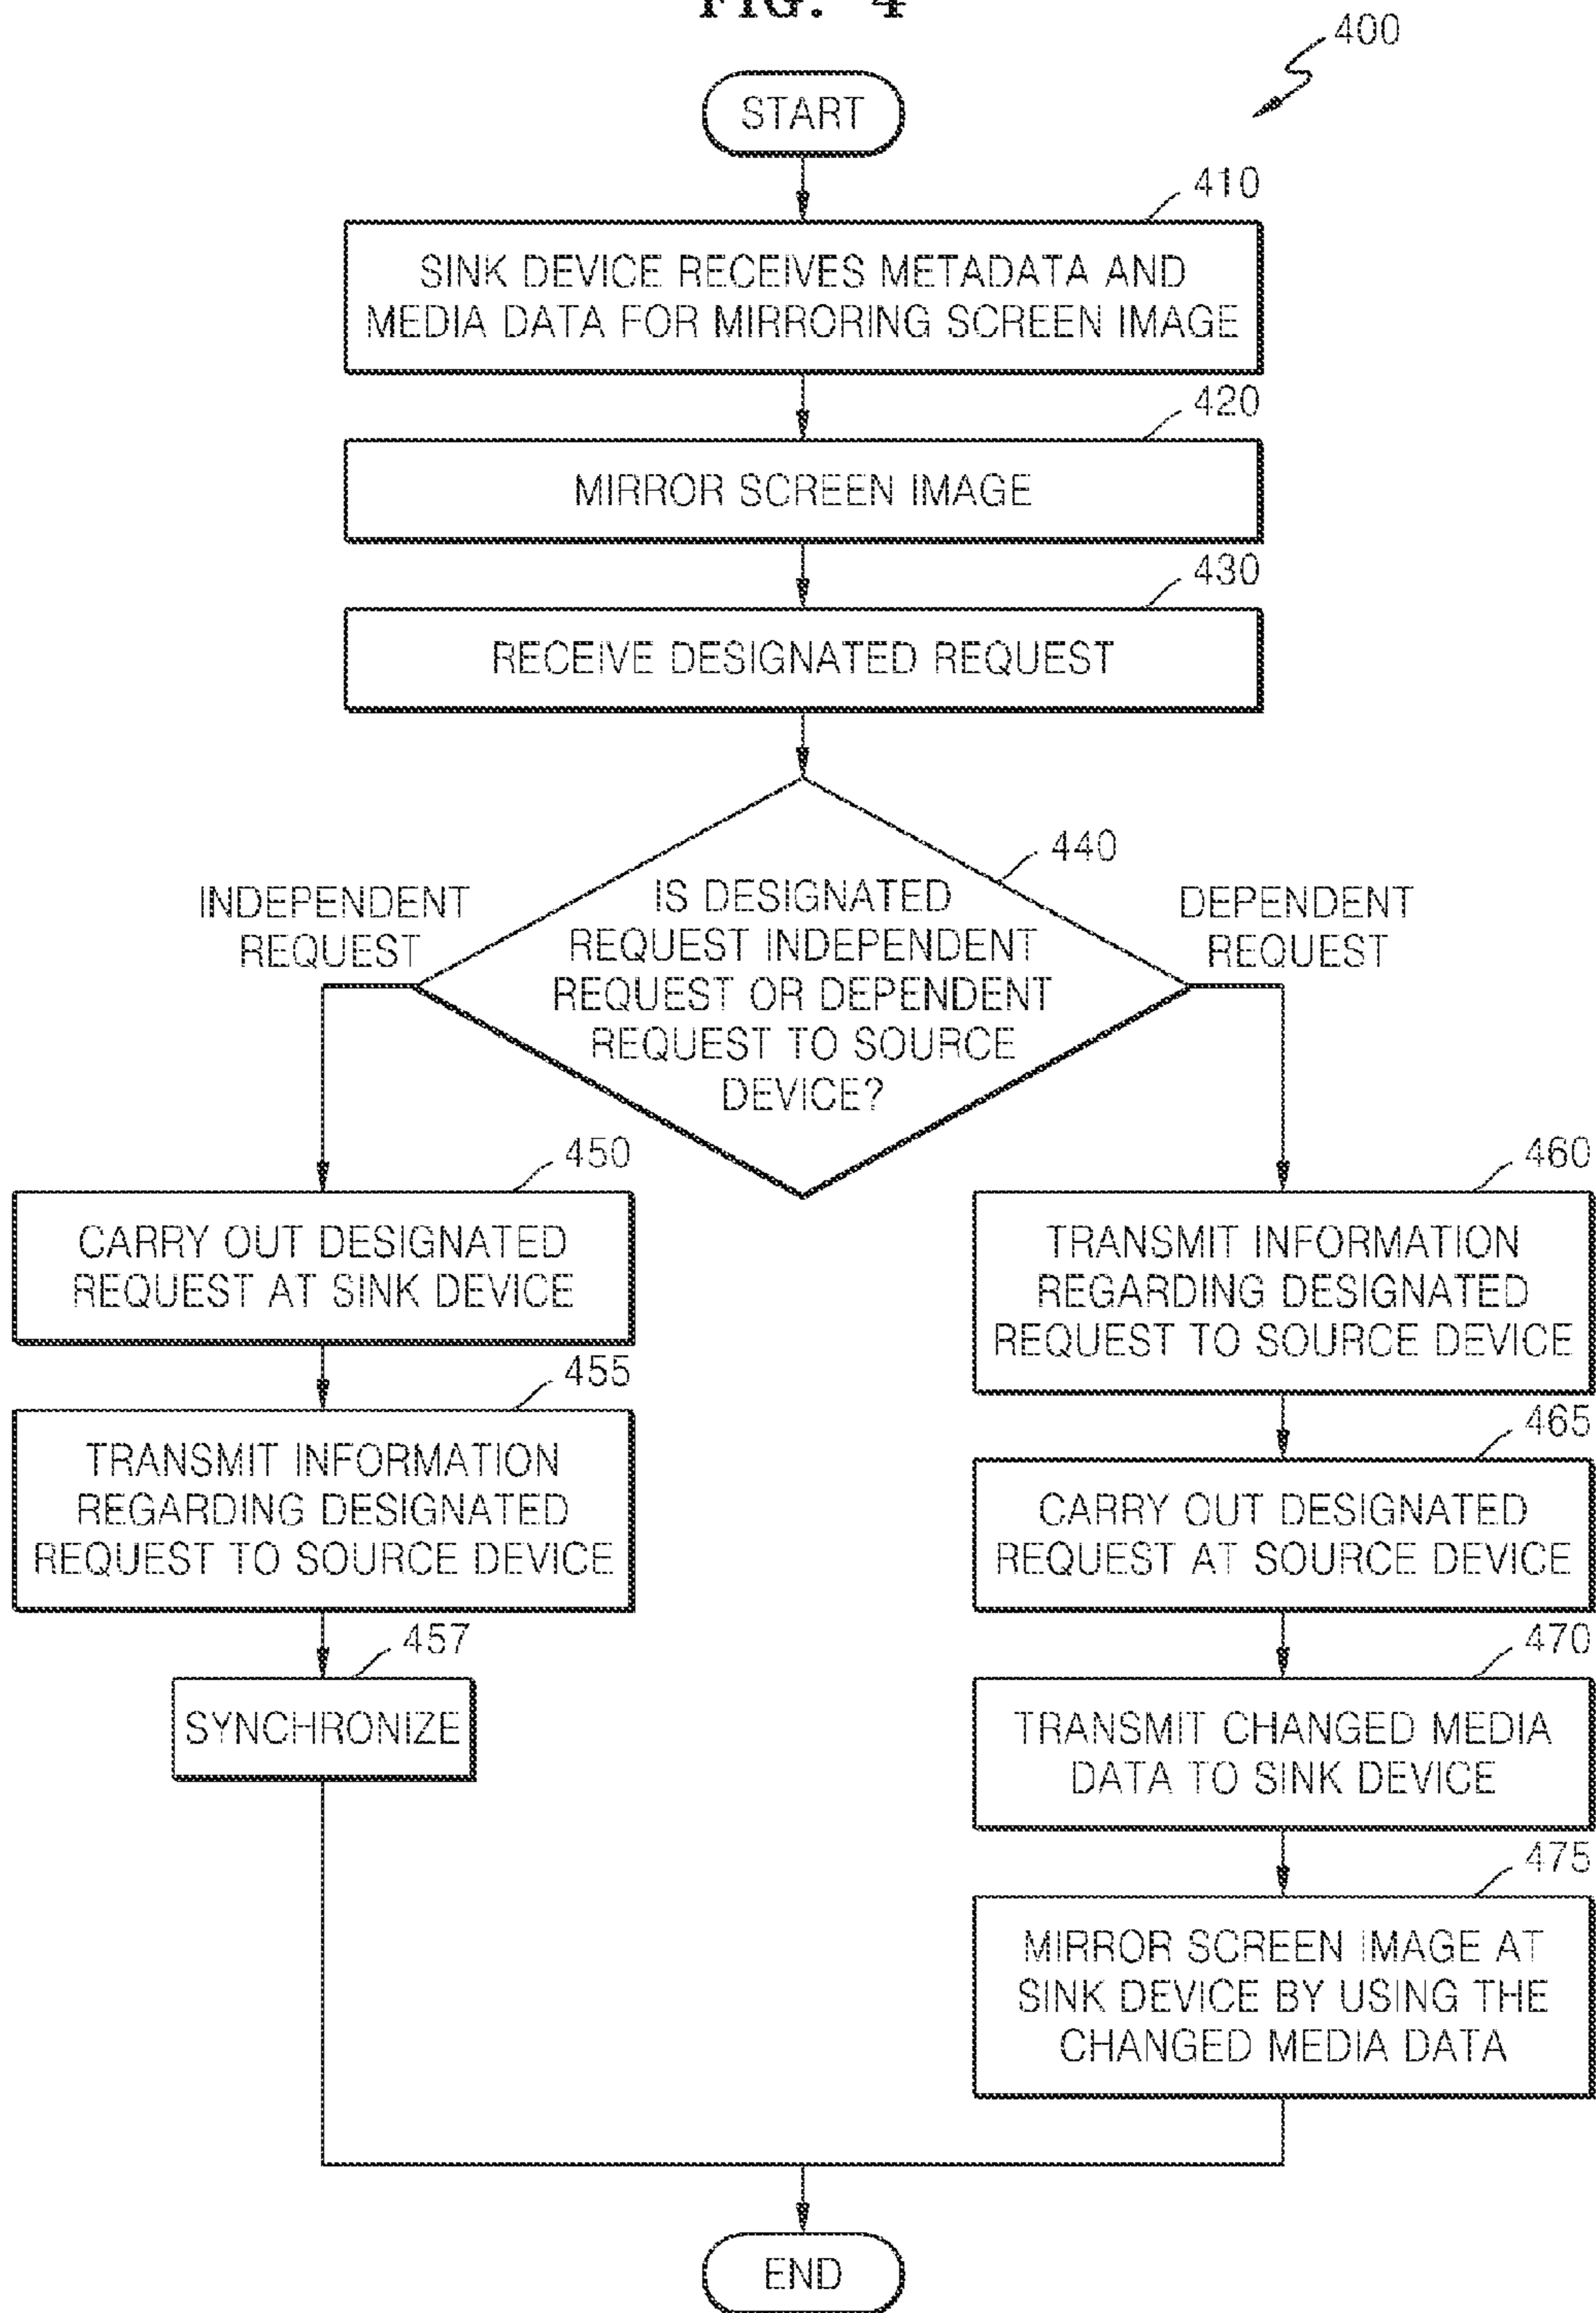 FIG. 4
400
START
410
SINK DEVICE RECEIVES METADATA AND
MEDIA DATA FOR MIRRORING SCREEN IMAGE
420
MIRROR SCREEN IMAGE
430
RECEIVE DESIGNATED REQUEST
440
IS DESIGNATED
REQUEST INDEPENDENT
REQUEST OR DEPENDENT
REQUEST TO SOURCE
DEVICE?
INDEPENDENT
REQUEST
DEPENDENT
REQUEST
450
CARRY OUT DESIGNATED
REQUEST AT SINK DEVICE
455
TRANSMIT INFORMATION
REGARDING DESIGNATED
REQUEST TO SOURCE DEVICE
457
SYNCHRONIZE
460
TRANSMIT INFORMATION
REGARDING DESIGNATED
REQUEST TO SOURCE DEVICE
465
CARRY OUT DESIGNATED
REQUEST AT SOURCE DEVICE
470
TRANSMIT CHANGED MEDIA
DATA TO SINK DEVICE
475
MIRROR SCREEN IMAGE AT
SINK DEVICE BY USING THE
CHANGED MEDIA DATA
END